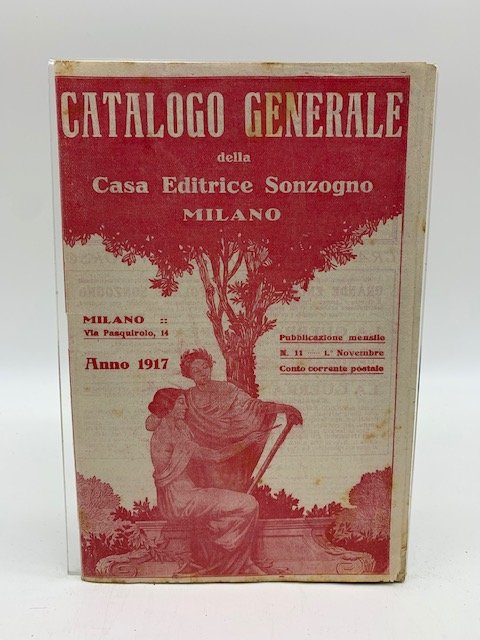 CATALOGO GENERALE
della
Casa Editrice Sonzogno
MILANO
MILANO ::
Via Pasquirolo, 14
Anno 1917
Pubblicazione mensile
N. 11 — 1.° Novembre
Conto corrente postale